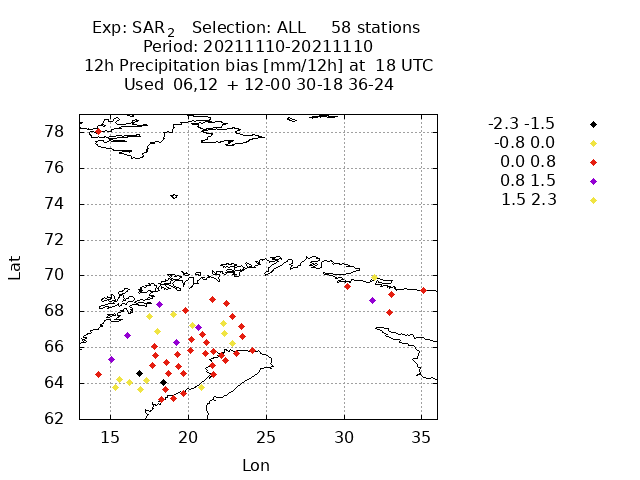 Exp: SAR₂ Selection: ALL 58 stations
Period: 20211110-20211110
12h Precipitation bias [mm/12h] at 18 UTC
Used 06,12 + 12-00 30-18 36-24
-2.3 -1.5
-0.8 0.0
0.0 0.8
0.8 1.5
1.5 2.3
78
76
74
72
70
68
66
64
62
Lat
15 20 25 30 35
Lon